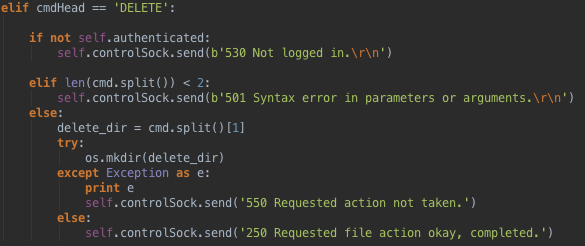 elif cmdHead == 'DELETE':
if not self.authenticated:
self.controlSock.send(b'530 Not logged in.\r\n')
elif len(cmd.split()) < 2:
self.controlSock.send(b'501 Syntax error in parameters or arguments.\r\n')
else:
delete_dir = cmd.split()[1]
try:
os.mkdir(delete_dir)
except Exception as e:
print e
self.controlSock.send('550 Requested action not taken.')
else:
self.controlSock.send('250 Requested file action okay, completed.')